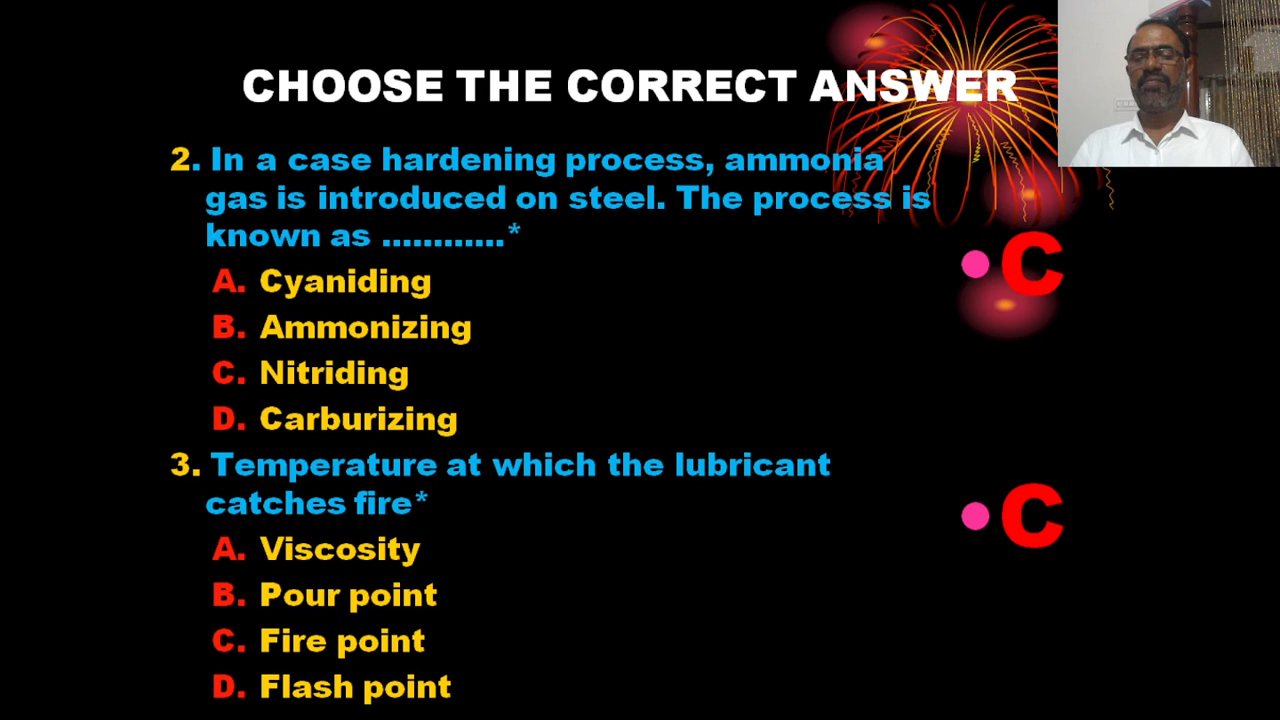 CHOOSE THE CORRECT ANSWER
2. In a case hardening process, ammonia
gas is introduced on steel. The process is
known as ............*
A. Cyaniding
B. Ammonizing
C. Nitriding
D. Carburizing
• C
3. Temperature at which the lubricant
catches fire*
A. Viscosity
B. Pour point
C. Fire point
D. Flash point
• C